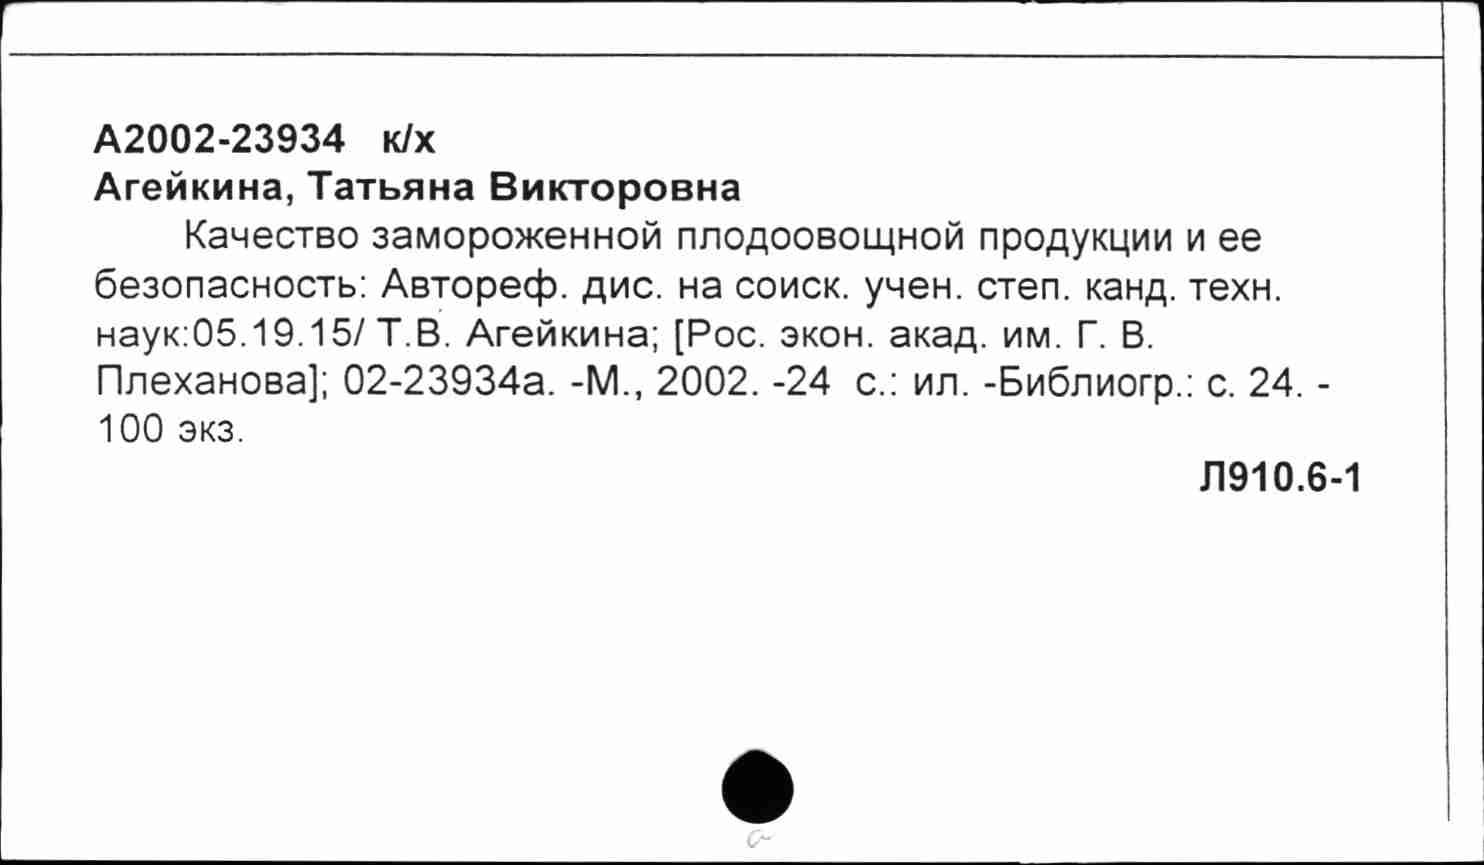 А2002-23934 к/х
Агейкина, Татьяна Викторовна
Качество замороженной плодоовощной продукции и ее
безопасность: Автореф. дис. на соиск. учен. степ. канд. техн.
наук:05.19.15/ Т.В. Агейкина; [Рос. экон. акад. им. Г. В.
Плеханова]; 02-23934а. -М., 2002. -24 с.: ил. -Библиогр.: с. 24. -
100 экз.
Л910.6-1